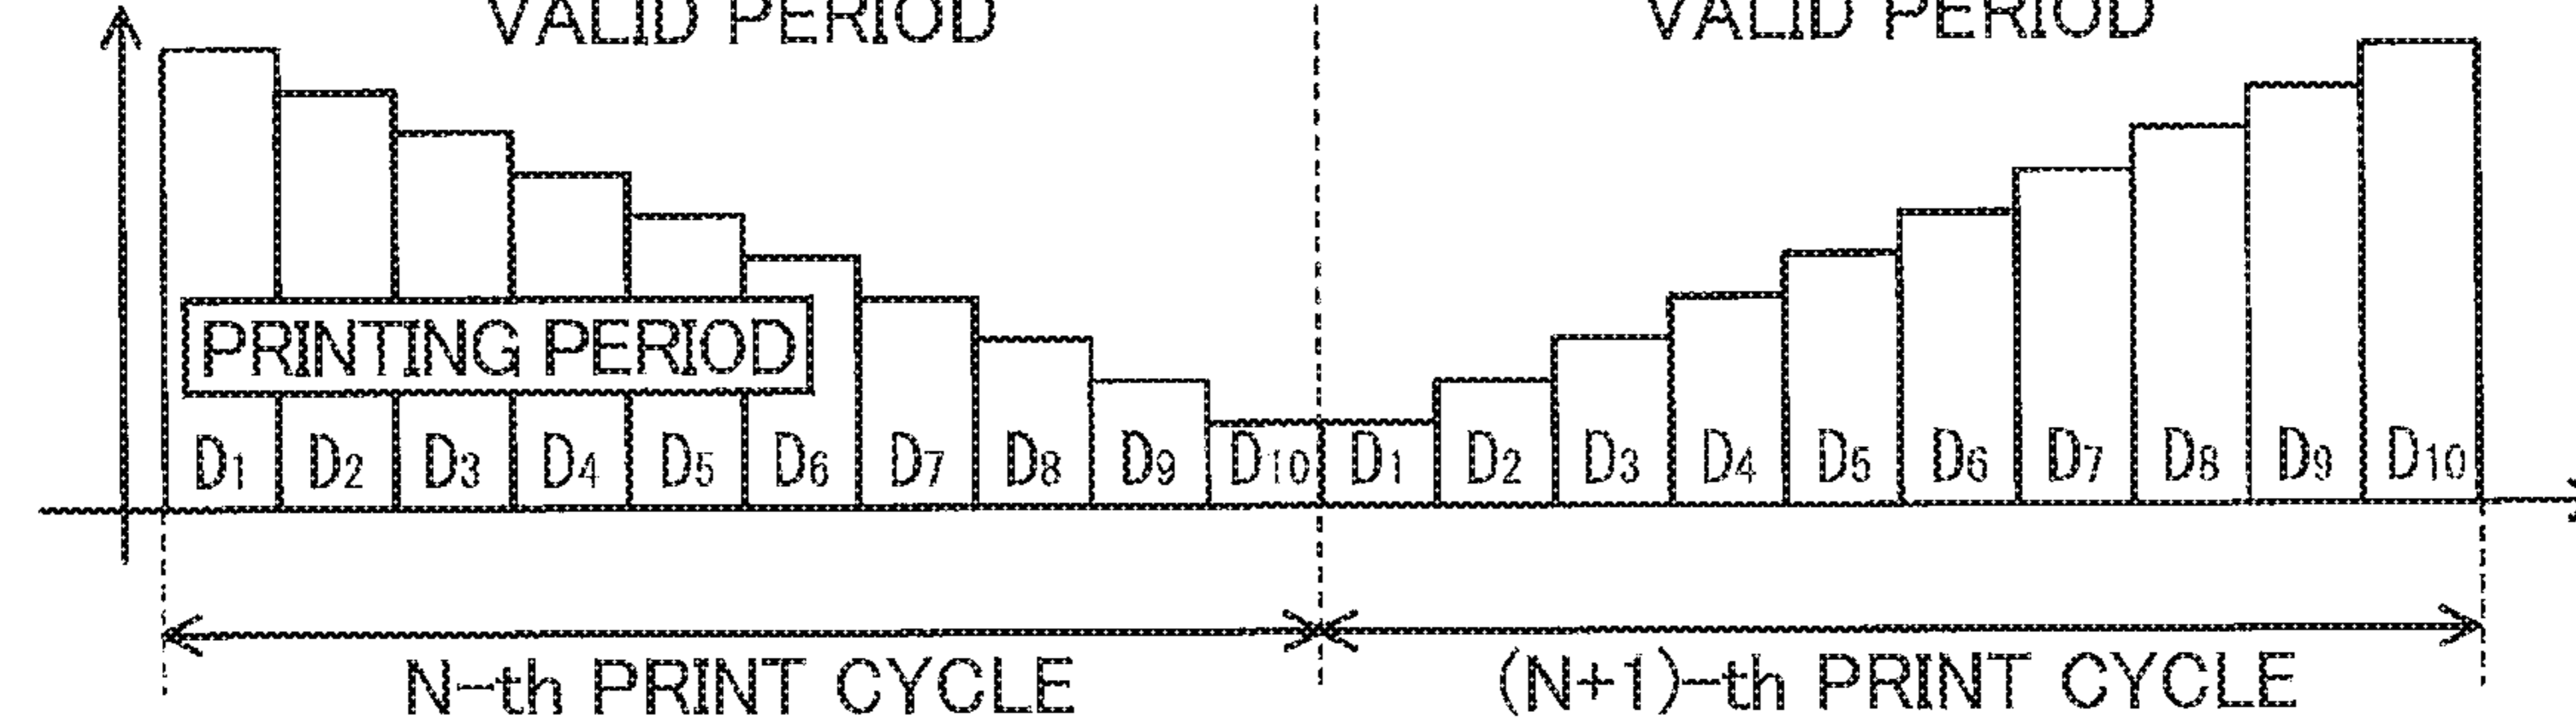 VALID PERIOD VALID PERIOD
PRINTING PERIOD
D1 D2 D3 D4 D5 D6 D7 D8 D9 D10 D1 D2 D3 D4 D5 D6 D7 D8 D9 D10
N-th PRINT CYCLE (N+1)-th PRINT CYCLE